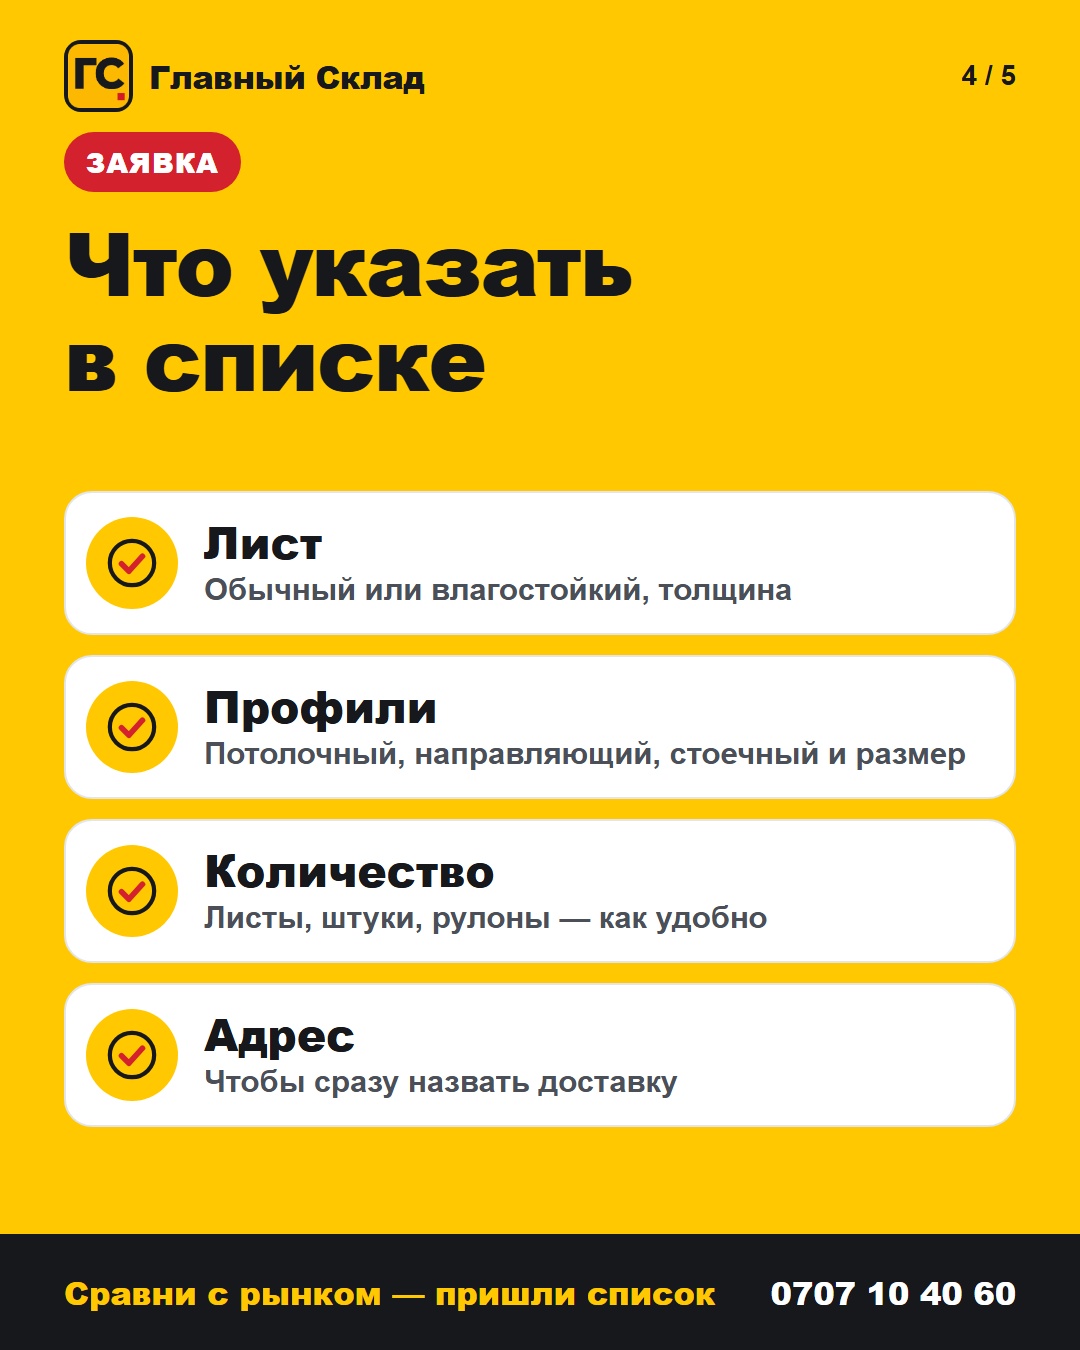 ГС
Главный Склад
4 / 5
ЗАЯВКА
Что указать
в списке
Лист
Обычный или влагостойкий, толщина
Профили
Потолочный, направляющий, стоечный и размер
Количество
Листы, штуки, рулоны — как удобно
Адрес
Чтобы сразу назвать доставку
Сравни с рынком — пришли список
0707 10 40 60